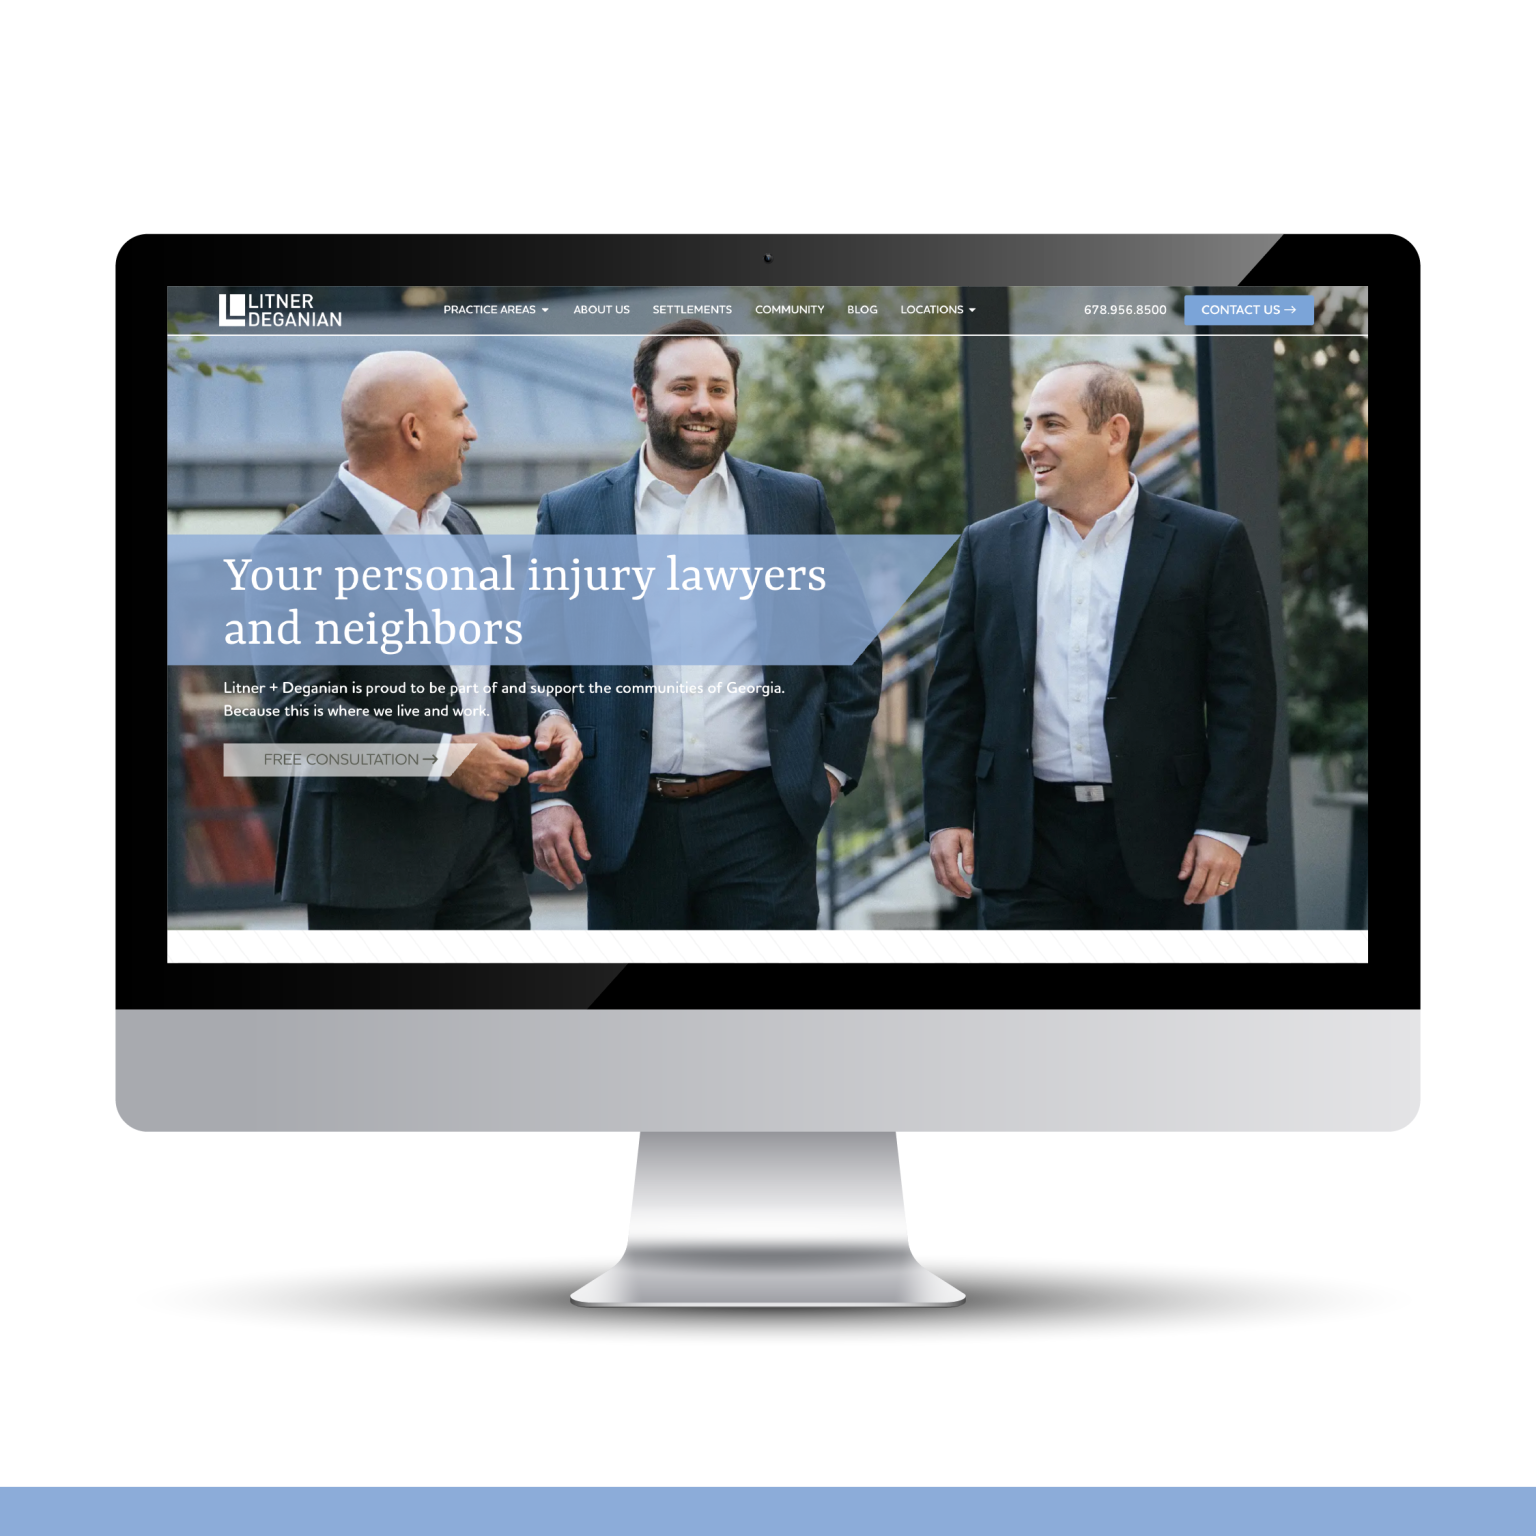 LITNER
DEGANIAN
PRACTICE AREAS
ABOUT US
SETTLEMENTS
COMMUNITY
BLOG
LOCATIONS
678.956.8500
CONTACT US →
Your personal injury lawyers
and neighbors
Litner + Deganian is proud to be part of and support the communities of Georgia.
Because this is where we live and work.
FREE CONSULTATION →